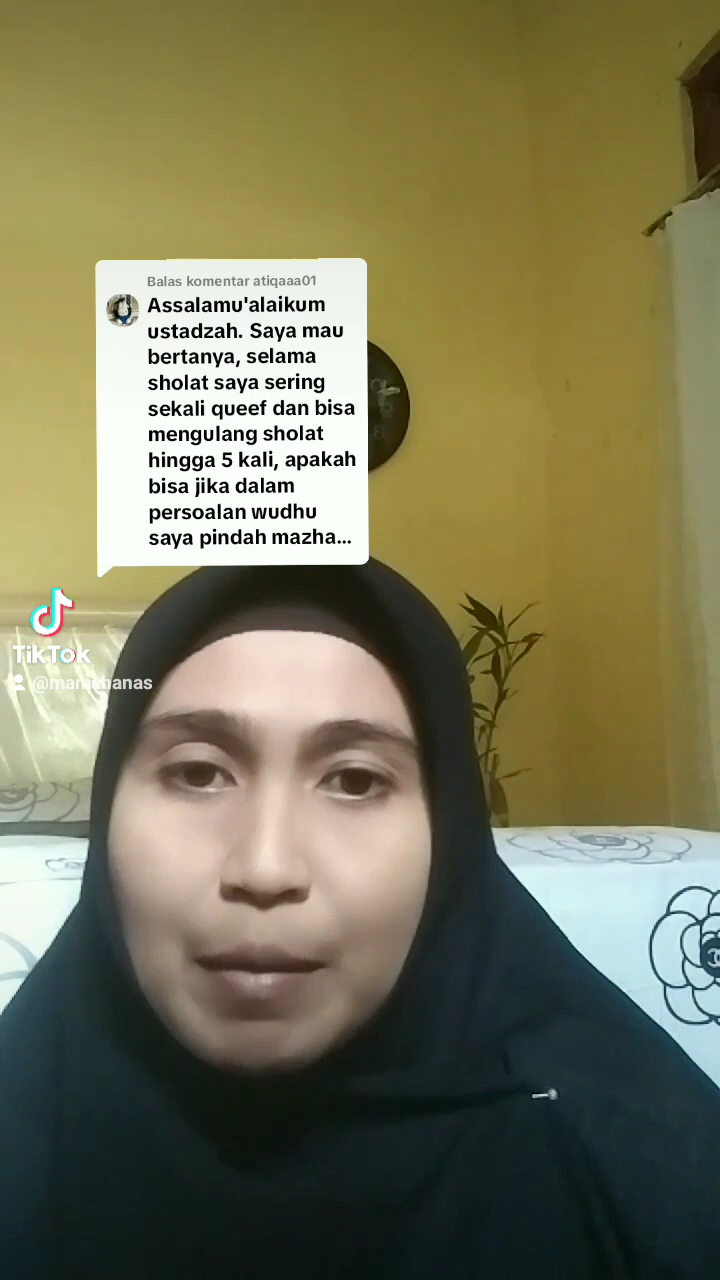 Balas komentar atiqaaa01
Assalamu'alaikum
ustadzah. Saya mau
bertanya, selama
sholat saya sering
sekali queef dan bisa
mengulang sholat
hingga 5 kali, apakah
bisa jika dalam
persoalan wudhu
saya pindah mazha...
TikTok